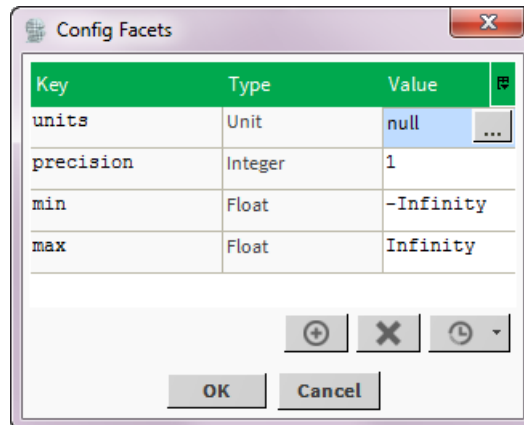 Config Facets
Key Type Value
units Unit null ...
precision Integer 1
min Float -Infinity
max Float Infinity
OK Cancel